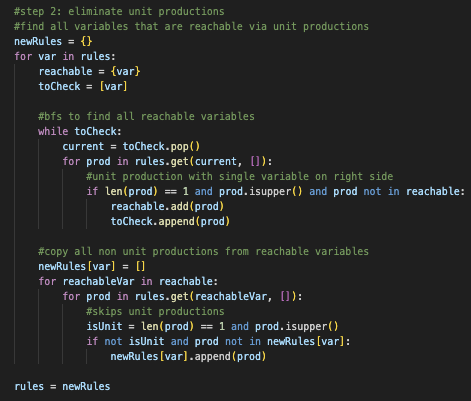 #step 2: eliminate unit productions
#find all variables that are reachable via unit productions
newRules = {}
for var in rules:
    reachable = {var}
    toCheck = [var]

    #bfs to find all reachable variables
    while toCheck:
        current = toCheck.pop()
        for prod in rules.get(current, []):
            #unit production with single variable on right side
            if len(prod) == 1 and prod.isupper() and prod not in reachable:
                reachable.add(prod)
                toCheck.append(prod)

    #copy all non unit productions from reachable variables
    newRules[var] = []
    for reachableVar in reachable:
        for prod in rules.get(reachableVar, []):
            #skips unit productions
            isUnit = len(prod) == 1 and prod.isupper()
            if not isUnit and prod not in newRules[var]:
                newRules[var].append(prod)

rules = newRules